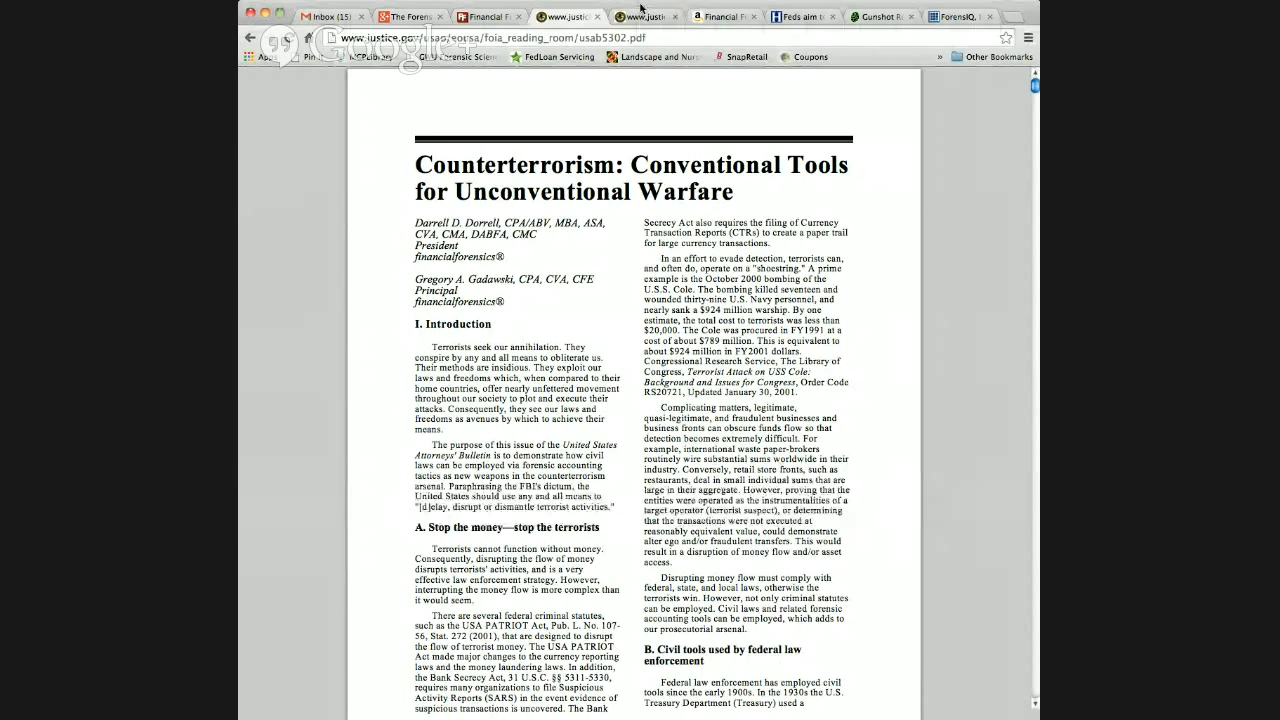 Inbox (15)
The Forens
Financial F
www.justic
www.justic
Financial F
Feds aim t
Gunshot R
ForensIQ,
www.justice.gov/usao/eousa/foia_reading_room/usab5302.pdf
Google+
Apps
MCPLibrary
GWU Forensic Scien
FedLoan Servicing
Landscape and Nurs
SnapRetail
Coupons
»
Other Bookmarks
Counterterrorism: Conventional Tools
for Unconventional Warfare
Darrell D. Dorrell, CPA/ABV, MBA, ASA,
CVA, CMA, DABFA, CMC
President
financialforensics®
Gregory A. Gadawski, CPA, CVA, CFE
Principal
financialforensics®
I. Introduction
Terrorists seek our annihilation. They
conspire by any and all means to obliterate us.
Their methods are insidious. They exploit our
laws and freedoms which, when compared to their
home countries, offer nearly unfettered movement
throughout our society to plot and execute their
attacks. Consequently, they see our laws and
freedoms as avenues by which to achieve their
means.
The purpose of this issue of the United States
Attorneys' Bulletin is to demonstrate how civil
laws can be employed via forensic accounting
tactics as new weapons in the counterterrorism
arsenal. Paraphrasing the FBI's dictum, the
United States should use any and all means to
"[d]elay, disrupt or dismantle terrorist activities."
A. Stop the money—stop the terrorists
Terrorists cannot function without money.
Consequently, disrupting the flow of money
disrupts terrorists' activities, and is a very
effective law enforcement strategy. However,
interrupting the money flow is more complex than
it would seem.
There are several federal criminal statutes,
such as the USA PATRIOT Act, Pub. L. No. 107-
56, Stat. 272 (2001), that are designed to disrupt
the flow of terrorist money. The USA PATRIOT
Act made major changes to the currency reporting
laws and the money laundering laws. In addition,
the Bank Secrecy Act, 31 U.S.C. §§ 5311-5330,
requires many organizations to file Suspicious
Activity Reports (SARS) in the event evidence of
suspicious transactions is uncovered. The Bank
Secrecy Act also requires the filing of Currency
Transaction Reports (CTRs) to create a paper trail
for large currency transactions.
In an effort to evade detection, terrorists can,
and often do, operate on a "shoestring." A prime
example is the October 2000 bombing of the
U.S.S. Cole. The bombing killed seventeen and
wounded thirty-nine U.S. Navy personnel, and
nearly sank a $924 million warship. By one
estimate, the total cost to terrorists was less than
$20,000. The Cole was procured in FY1991 at a
cost of about $789 million. This is equivalent to
about $924 million in FY2001 dollars.
Congressional Research Service, The Library of
Congress, Terrorist Attack on USS Cole:
Background and Issues for Congress, Order Code
RS20721, Updated January 30, 2001.
Complicating matters, legitimate,
quasi-legitimate, and fraudulent businesses and
business fronts can obscure funds flow so that
detection becomes extremely difficult. For
example, international waste paper-brokers
routinely wire substantial sums worldwide in their
industry. Conversely, retail store fronts, such as
restaurants, deal in small individual sums that are
large in their aggregate. However, proving that the
entities were operated as the instrumentalities of a
target operator (terrorist suspect), or determining
that the transactions were not executed at
reasonably equivalent value, could demonstrate
alter ego and/or fraudulent transfers. This would
result in a disruption of money flow and/or asset
access.
Disrupting money flow must comply with
federal, state, and local laws, otherwise the
terrorists win. However, not only criminal statutes
can be employed. Civil laws and related forensic
accounting tools can be employed, which adds to
our prosecutorial arsenal.
B. Civil tools used by federal law
enforcement
Federal law enforcement has employed civil
tools since the early 1900s. In the 1930s the U.S.
Treasury Department (Treasury) used a